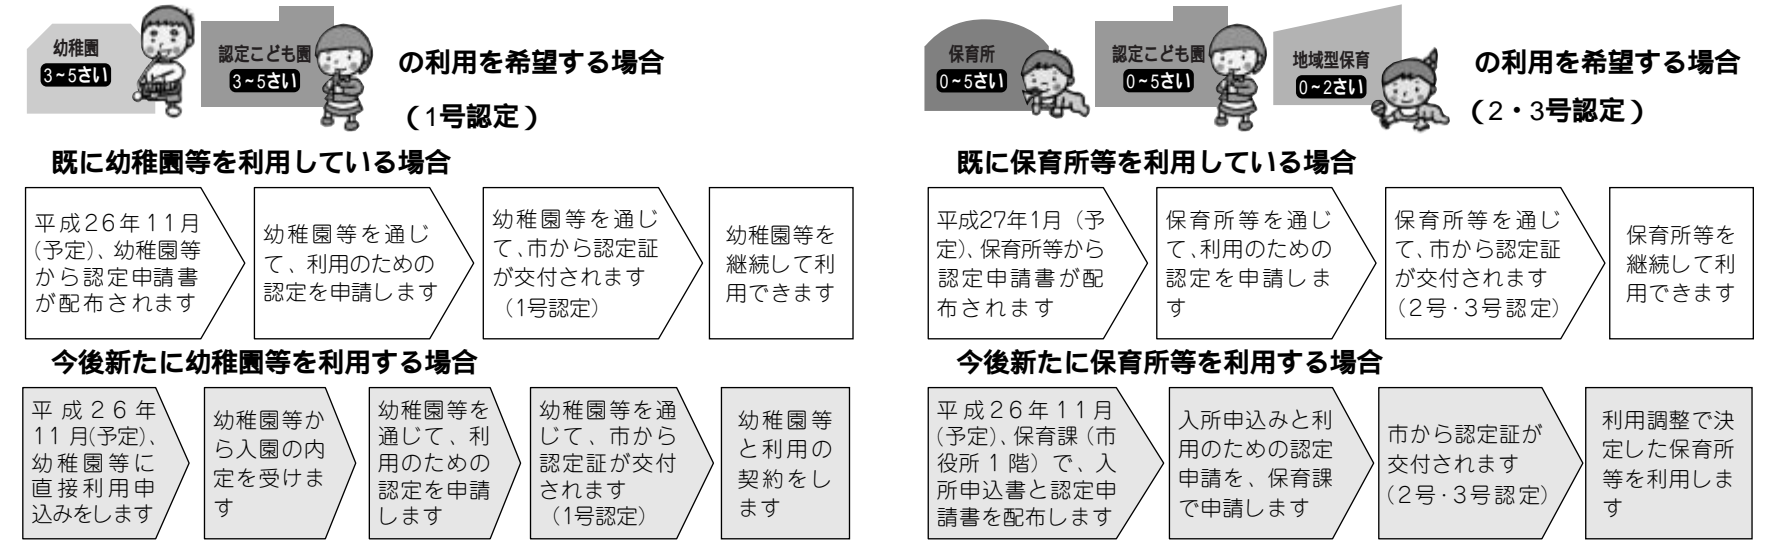 幼稚園
3~5さい
認定こども園
3~5さい
の利用を希望する場合
(1号認定)
既に幼稚園等を利用している場合
平成26年11月
(予定)、幼稚園等
から認定申請書
が配布されます
幼稚園等を通じ
て、利用のための
認定を申請します
幼稚園等を通じ
て、市から認定証
が交付されます
(1号認定)
幼稚園等を
継続して利
用できます
今後新たに幼稚園等を利用する場合
平成26年
11月(予定)、
幼稚園等に
直接利用申
込みをします
幼稚園等か
ら入園の内
定を受けま
す
幼稚園等を
通じて、利
用のための
認定を申請
します
幼稚園等を通
じて、市から
認定証が交付
されます
(1号認定)
幼稚園等
と利用の
契約をし
ます
保育所
0~5さい
認定こども園
0~5さい
地域型保育
0~2さい
の利用を希望する場合
(2・3号認定)
既に保育所等を利用している場合
平成27年1月(予
定)、保育所等から
認定申請書が配
布されます
保育所等を通じ
て、利用のための
認定を申請しま
す
保育所等を通じ
て、市から認定証
が交付されます
(2号・3号認定)
保育所等を
継続して利
用できます
今後新たに保育所等を利用する場合
平成26年11月
(予定)、保育課(市
役所1階)で、入
所申込書と認定申
請書を配布します
入所申込みと利
用のための認定
申請を、保育課
で申請します
市から認定証が
交付されます
(2号・3号認定)
利用調整で決
定した保育所
等を利用しま
す